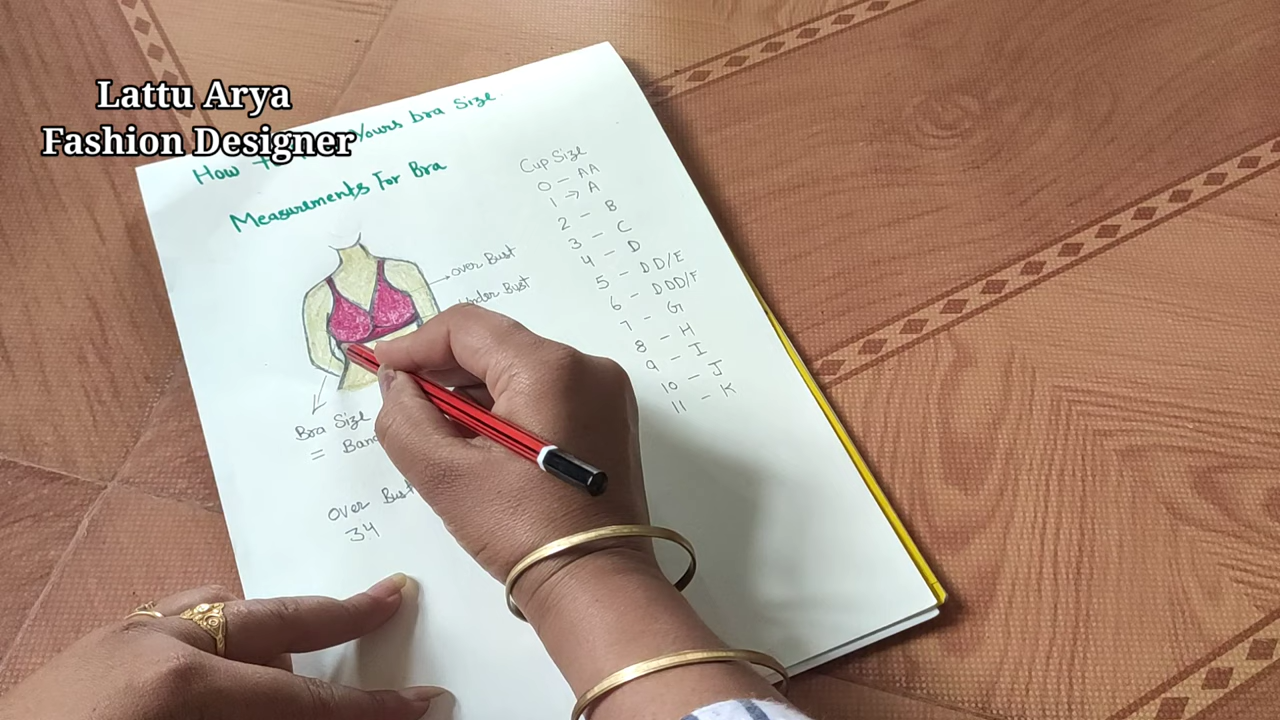 Lattu Arya
Fashion Designer
How Yours bra Size
Measurements For Bra
over Bust
Under Bust
Bra Size
= Ban
over Bust
34
Cup Size
0 - AA
1 → A
2 - B
3 - C
4 - D
5 - DD/E
6 - DDD/F
7 - G
8 - H
9 - I
10 - J
11 - K